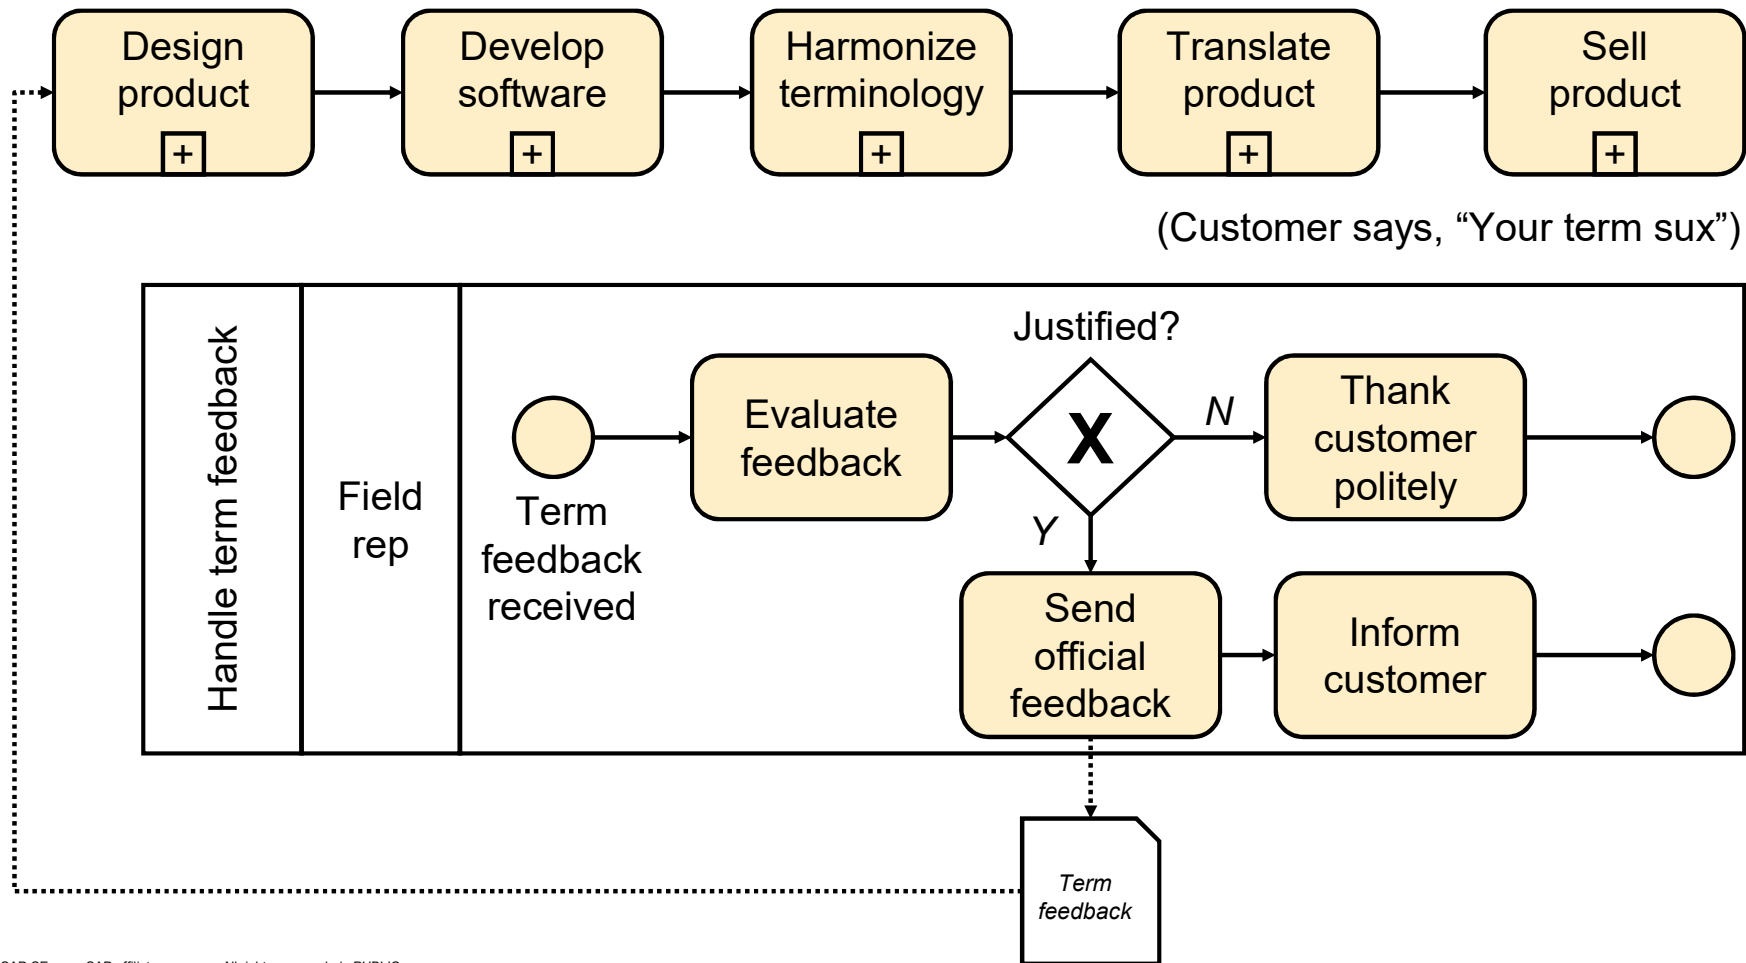 Design
product
+
Develop
software
+
Harmonize
terminology
+
Translate
product
+
Sell
product
+
(Customer says, “Your term sux”)
Handle term feedback
Field
rep
Term
feedback
received
Evaluate
feedback
Justified?
X
N
Thank
customer
politely
Y
Send
official
feedback
Inform
customer
Term
feedback